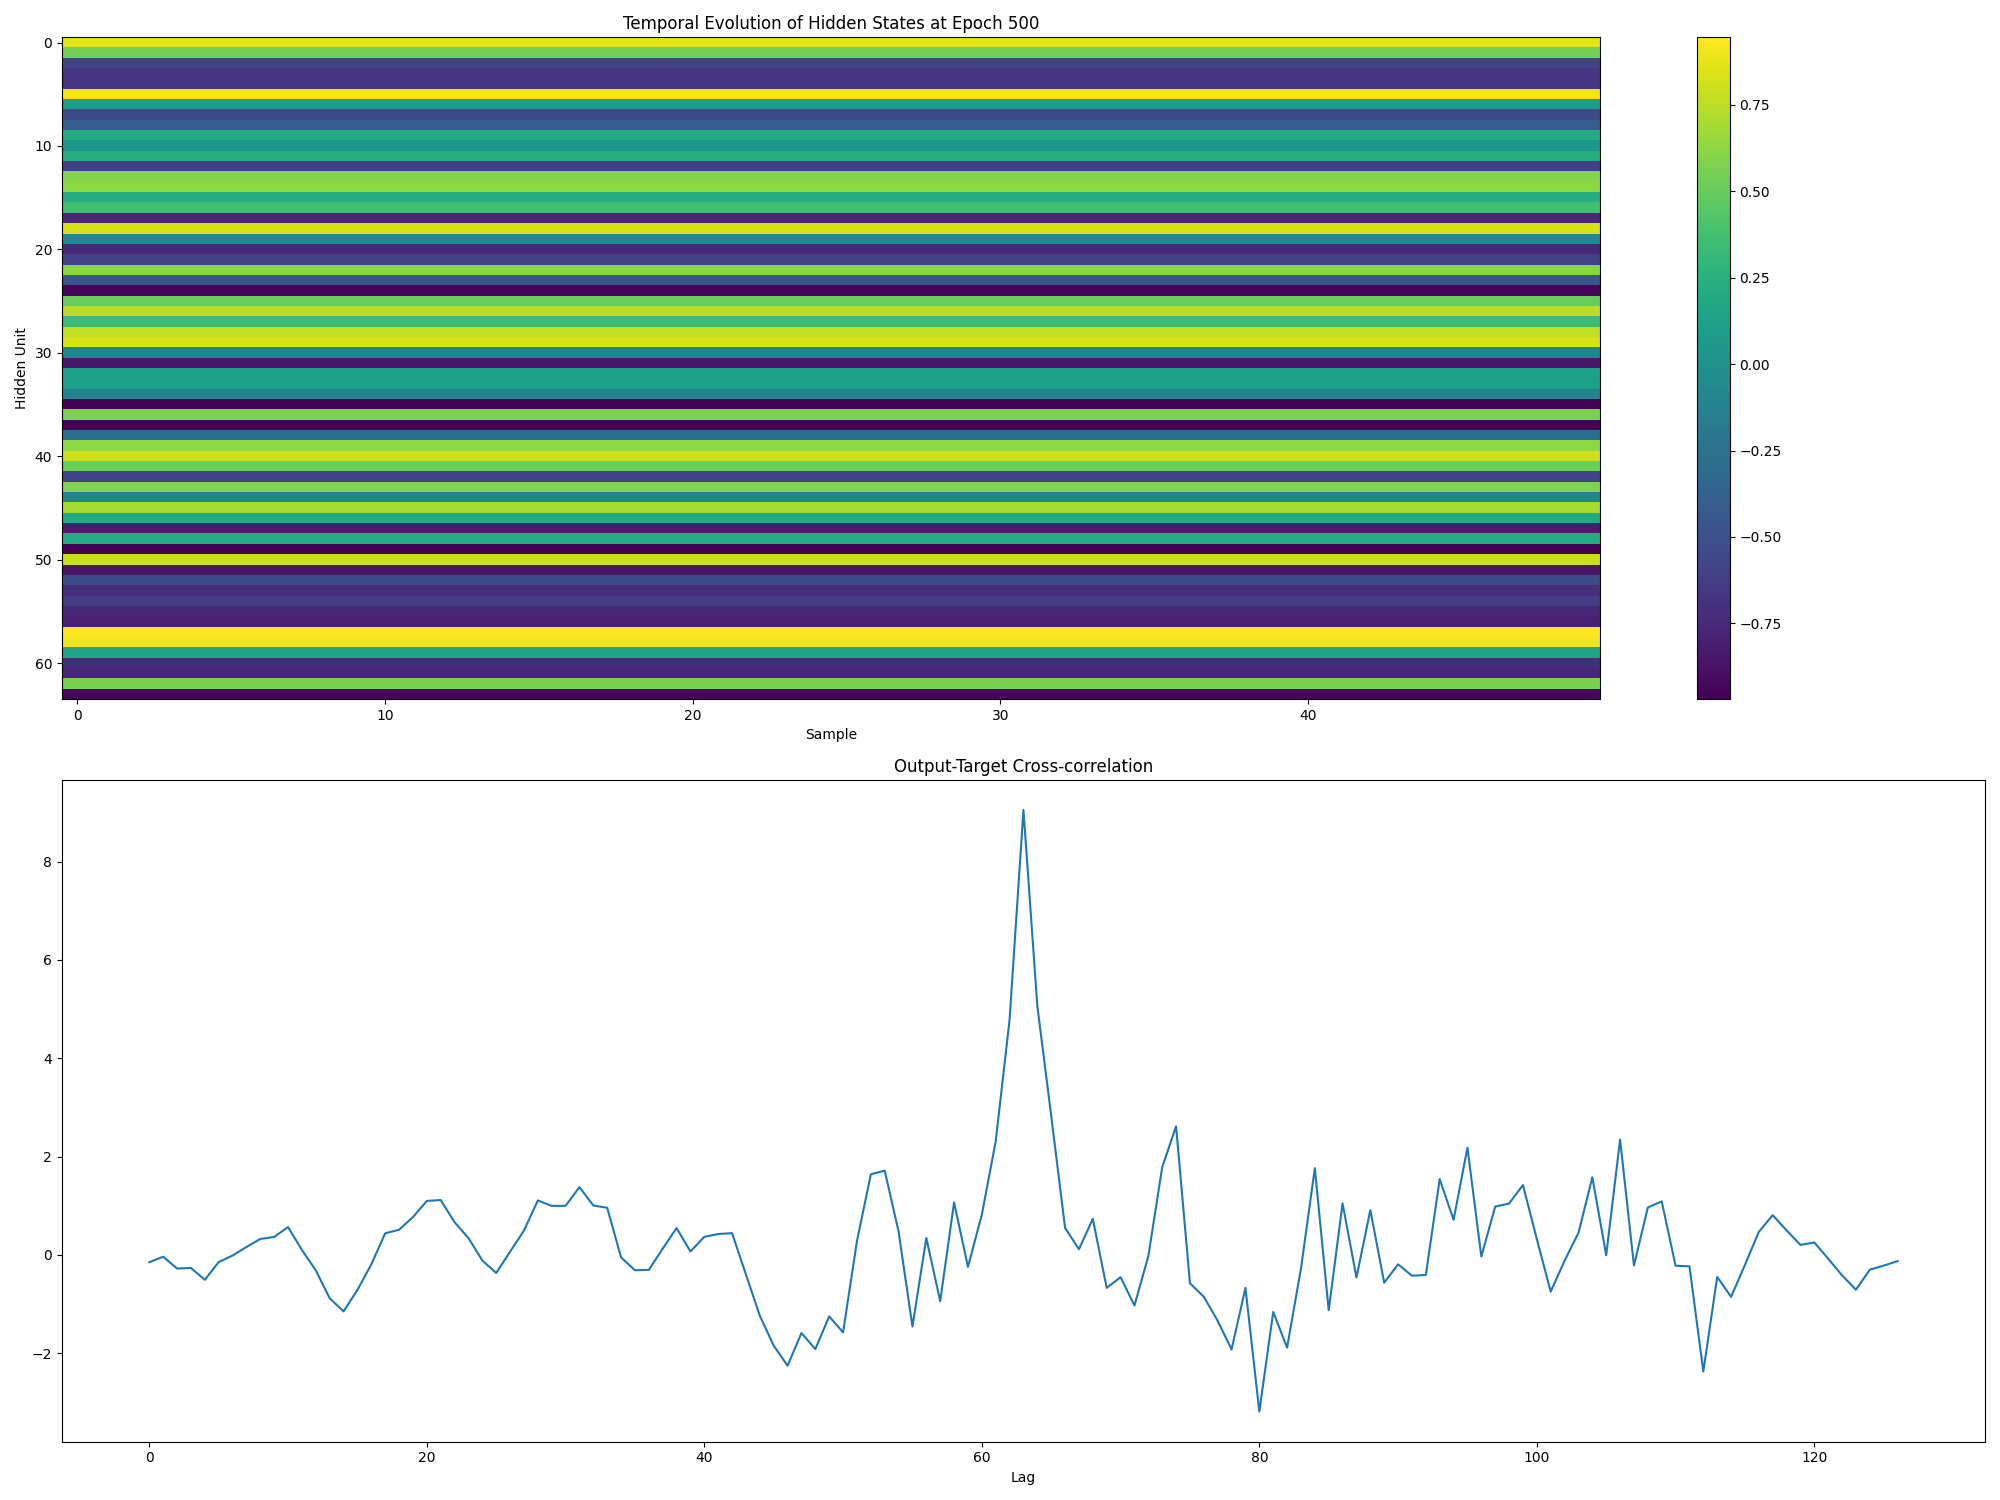 Temporal Evolution of Hidden States at Epoch 500
Hidden Unit
0
10
20
30
40
50
60
0 10 20 30 40
Sample
0.75
0.50
0.25
0.00
−0.25
−0.50
−0.75
Output-Target Cross-correlation
8
6
4
2
0
−2
0 20 40 60 80 100 120
Lag